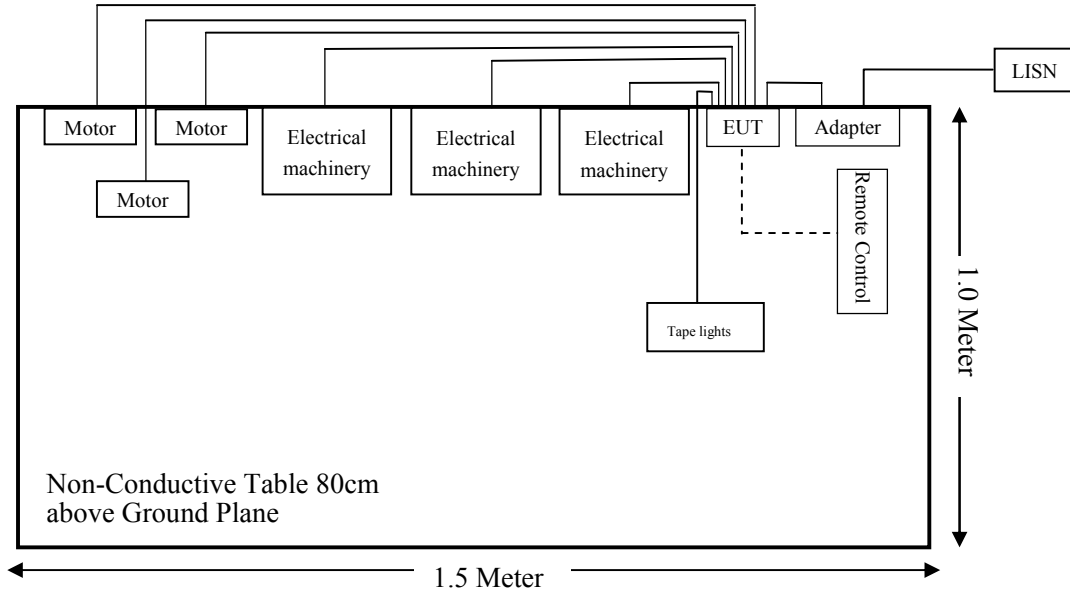 LISN
Motor
Motor
Electrical
machinery
Electrical
machinery
Electrical
machinery
EUT
Adapter
Motor
Remote Control
Tape lights
1.0 Meter
Non-Conductive Table 80cm
above Ground Plane
1.5 Meter